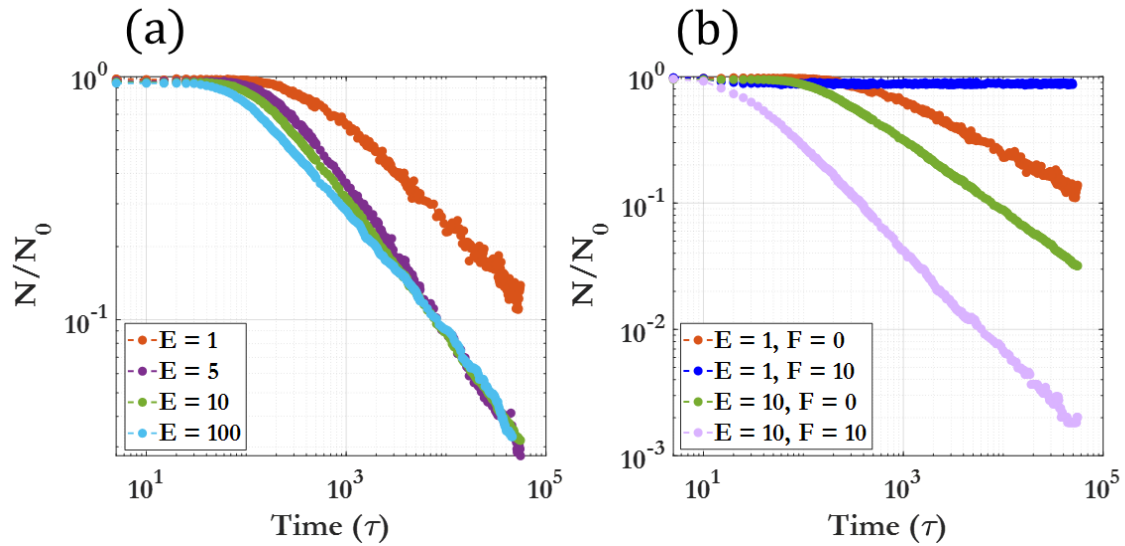 (a)
10^0
10^-1
N/N_0
10^1
10^3
10^5
Time (τ)
E = 1
E = 5
E = 10
E = 100
(b)
10^0
10^-1
10^-2
10^-3
N/N_0
10^1
10^3
10^5
Time (τ)
E = 1, F = 0
E = 1, F = 10
E = 10, F = 0
E = 10, F = 10